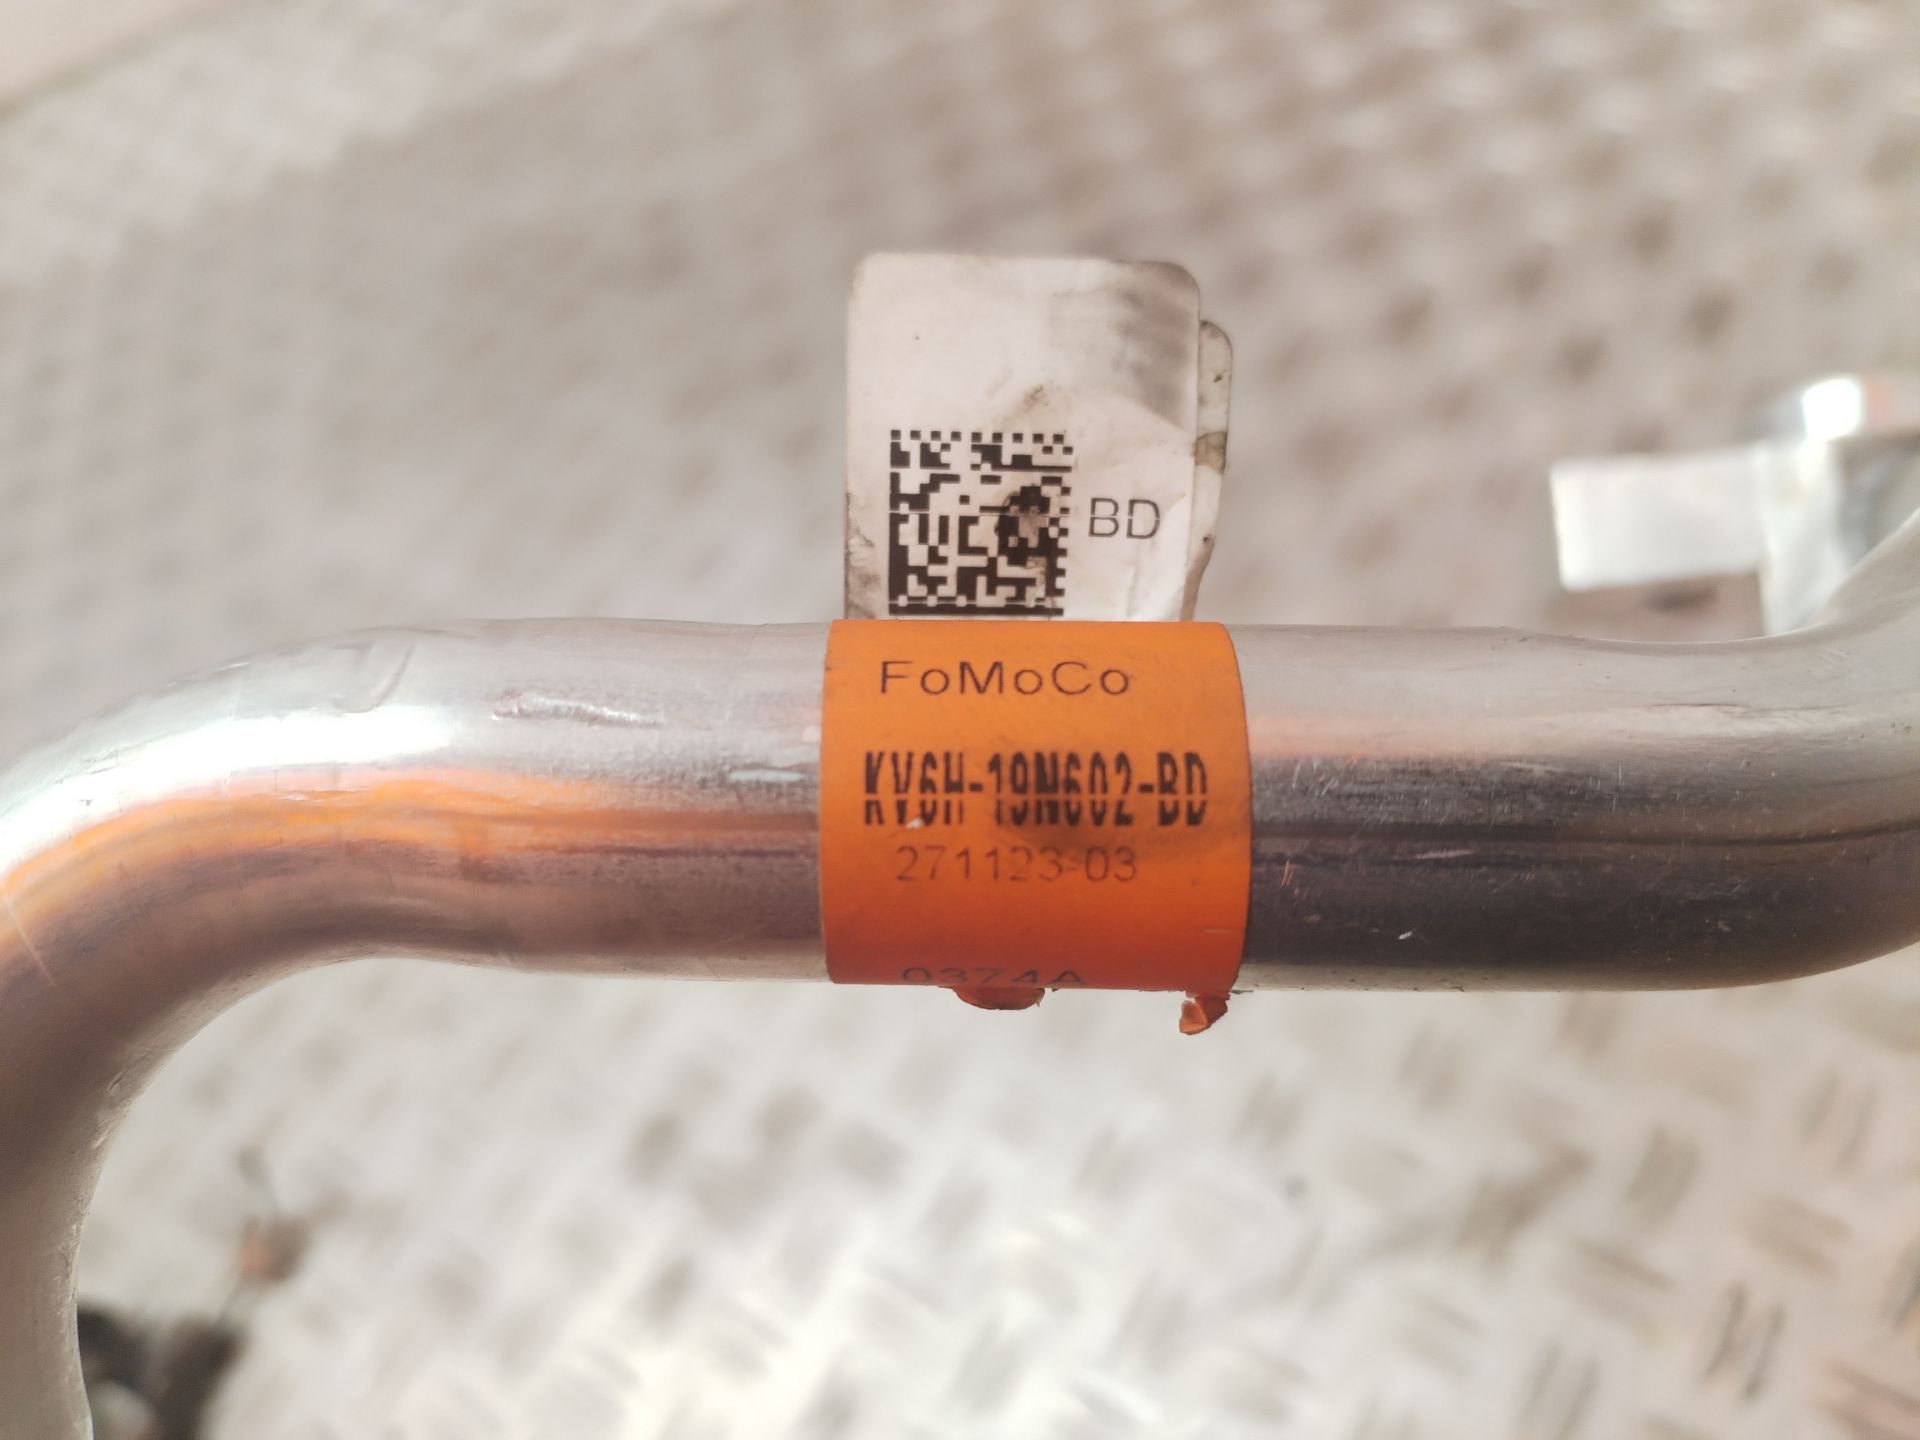 BD
FoMoCo
KV6H-19N602-BD
271123-03
0374A